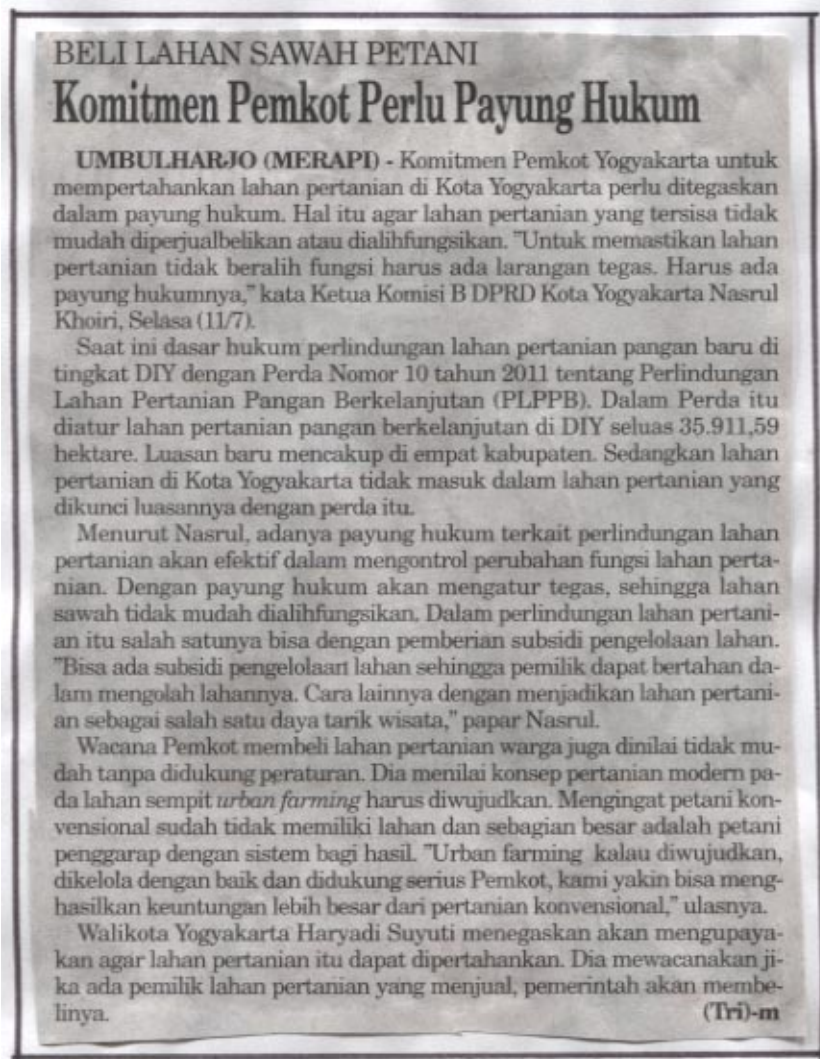 BELI LAHAN SAWAH PETANI
Komitmen Pemkot Perlu Payung Hukum
UMBULHARJO (MERAPI) - Komitmen Pemkot Yogyakarta untuk
mempertahankan lahan pertanian di Kota Yogyakarta perlu ditegaskan
dalam payung hukum. Hal itu agar lahan pertanian yang tersisa tidak
mudah diperjualbelikan atau dialihfungsikan. "Untuk memastikan lahan
pertanian tidak beralih fungsi harus ada larangan tegas. Harus ada
payung hukumnya," kata Ketua Komisi B DPRD Kota Yogyakarta Nasrul
Khoiri, Selasa (11/7).
Saat ini dasar hukum perlindungan lahan pertanian pangan baru di
tingkat DIY dengan Perda Nomor 10 tahun 2011 tentang Perlindungan
Lahan Pertanian Pangan Berkelanjutan (PLPPB). Dalam Perda itu
diatur lahan pertanian pangan berkelanjutan di DIY seluas 35.911,59
hektare. Luasan baru mencakup di empat kabupaten. Sedangkan lahan
pertanian di Kota Yogyakarta tidak masuk dalam lahan pertanian yang
dikunci luasannya dengan perda itu.
Menurut Nasrul, adanya payung hukum terkait perlindungan lahan
pertanian akan efektif dalam mengontrol perubahan fungsi lahan perta-
nian. Dengan payung hukum akan mengatur tegas, sehingga lahan
sawah tidak mudah dialihfungsikan. Dalam perlindungan lahan pertani-
an itu salah satunya bisa dengan pemberian subsidi pengelolaan lahan.
"Bisa ada subsidi pengelolaan lahan sehingga pemilik dapat bertahan da-
lam mengolah lahannya. Cara lainnya dengan menjadikan lahan pertani-
an sebagai salah satu daya tarik wisata," papar Nasrul.
Wacana Pemkot membeli lahan pertanian warga juga dinilai tidak mu-
dah tanpa didukung peraturan. Dia menilai konsep pertanian modern pa-
da lahan sempit urban farming harus diwujudkan. Mengingat petani kon-
vensional sudah tidak memiliki lahan dan sebagian besar adalah petani
penggarap dengan sistem bagi hasil. "Urban farming kalau diwujudkan,
dikelola dengan baik dan didukung serius Pemkot, kami yakin bisa meng-
hasilkan keuntungan lebih besar dari pertanian konvensional," ulasnya.
Walikota Yogyakarta Haryadi Suyuti menegaskan akan mengupaya-
kan agar lahan pertanian itu dapat dipertahankan. Dia mewacanakan ji-
ka ada pemilik lahan pertanian yang menjual, pemerintah akan membe-
linya. (Tri)-m